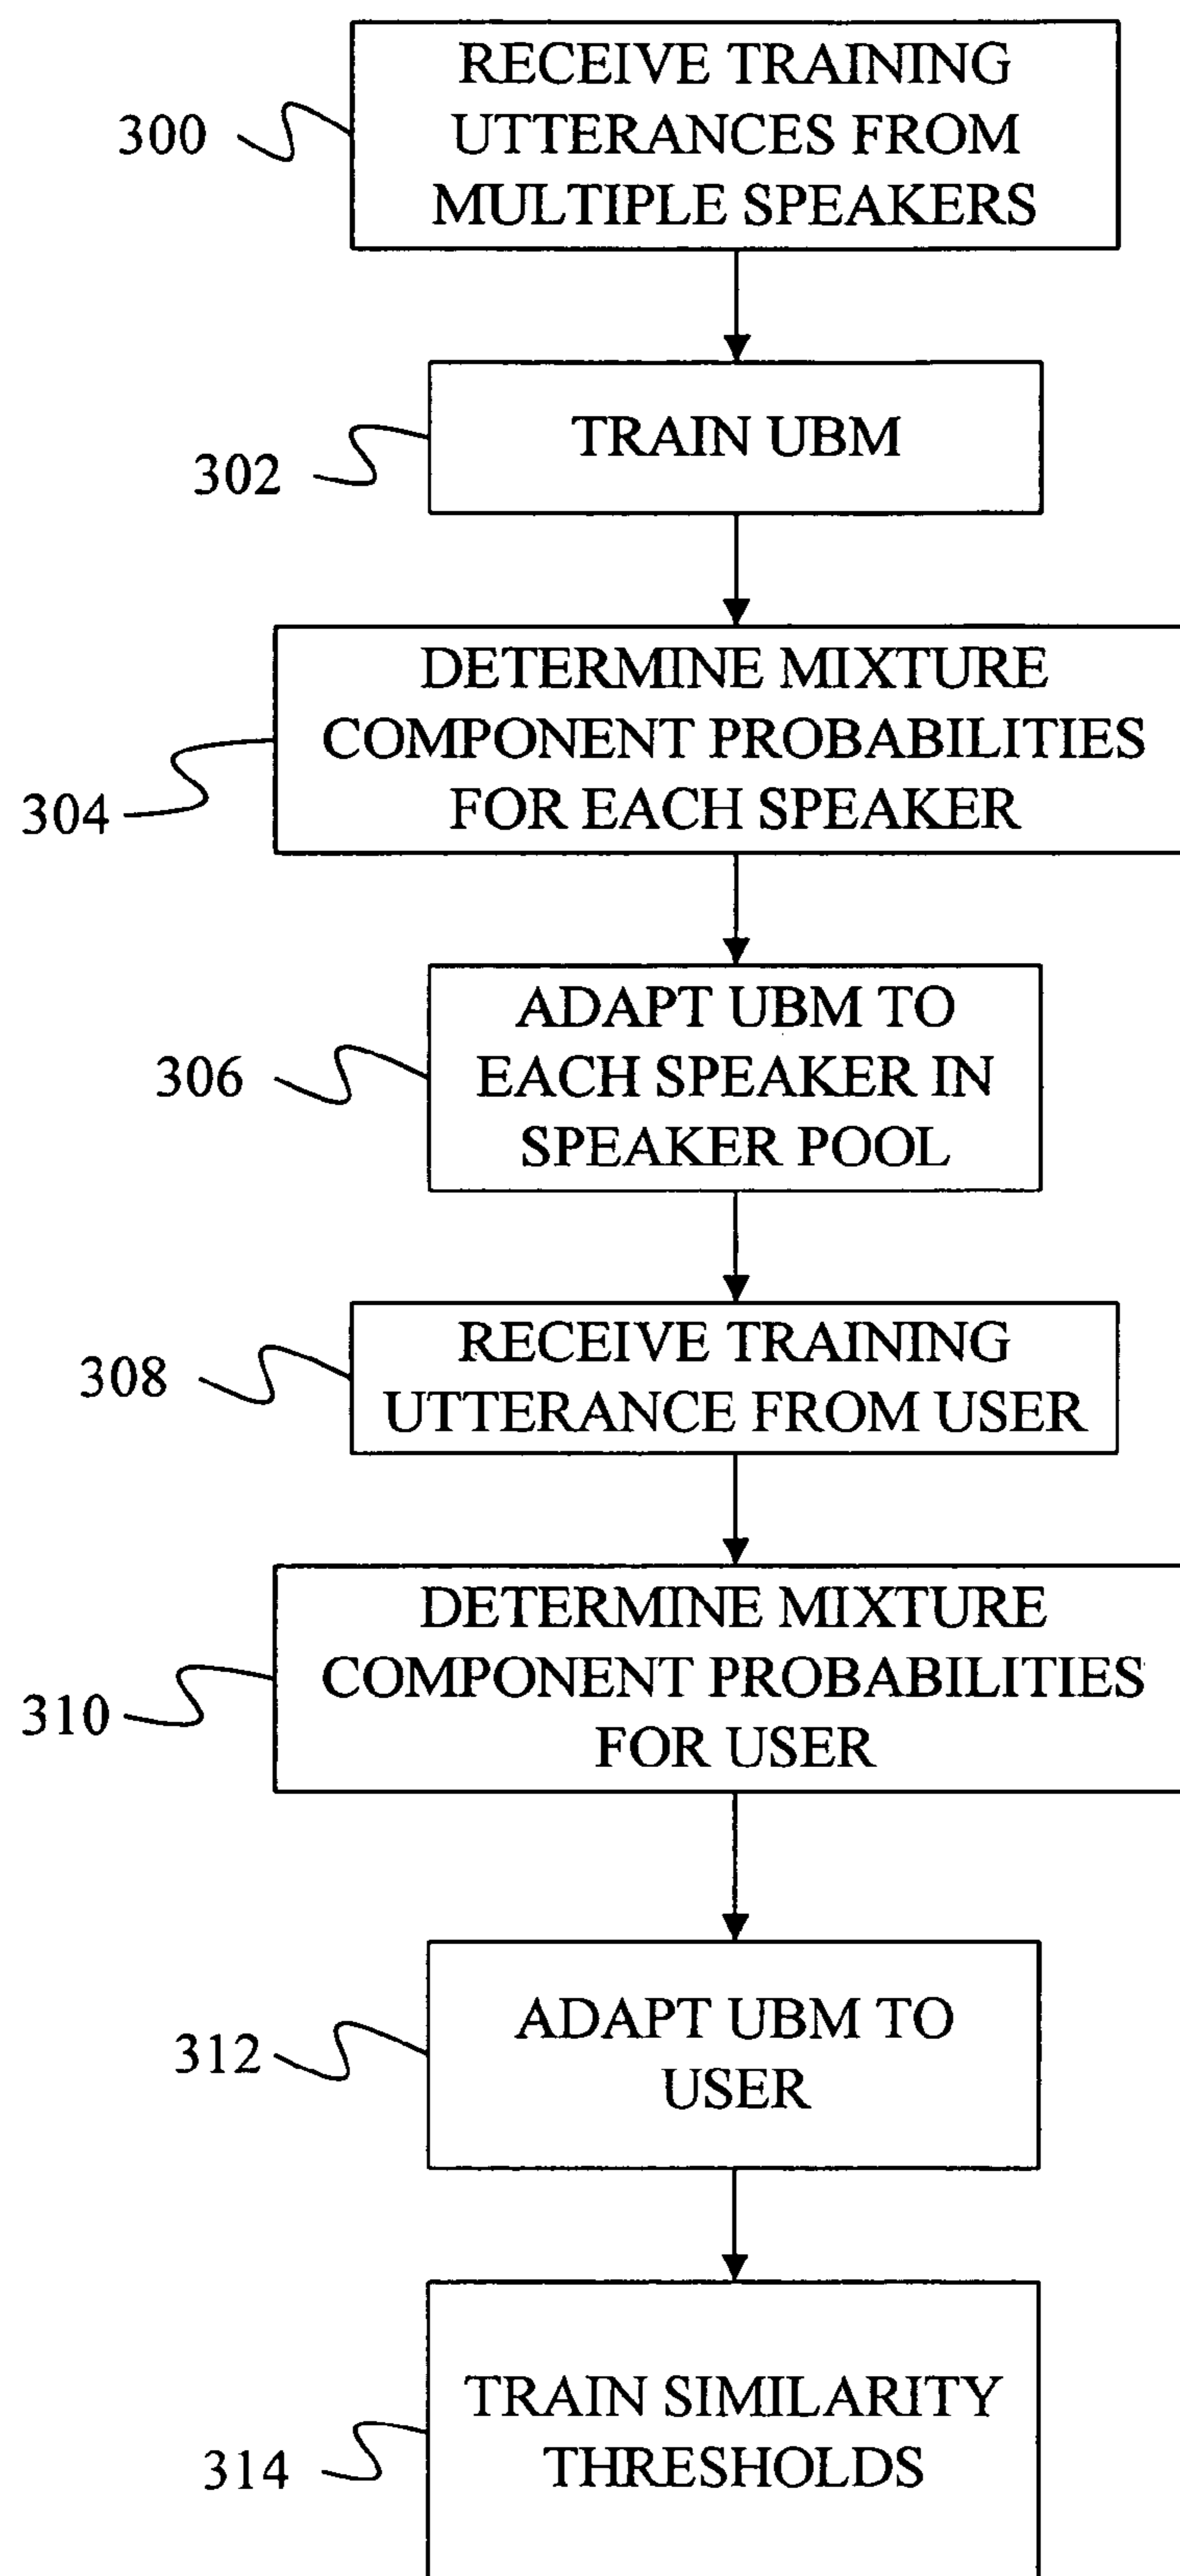 RECEIVE TRAINING
UTTERANCES FROM
MULTIPLE SPEAKERS
300
TRAIN UBM
302
DETERMINE MIXTURE
COMPONENT PROBABILITIES
FOR EACH SPEAKER
304
ADAPT UBM TO
EACH SPEAKER IN
SPEAKER POOL
306
RECEIVE TRAINING
UTTERANCE FROM USER
308
DETERMINE MIXTURE
COMPONENT PROBABILITIES
FOR USER
310
ADAPT UBM TO
USER
312
TRAIN SIMILARITY
THRESHOLDS
314